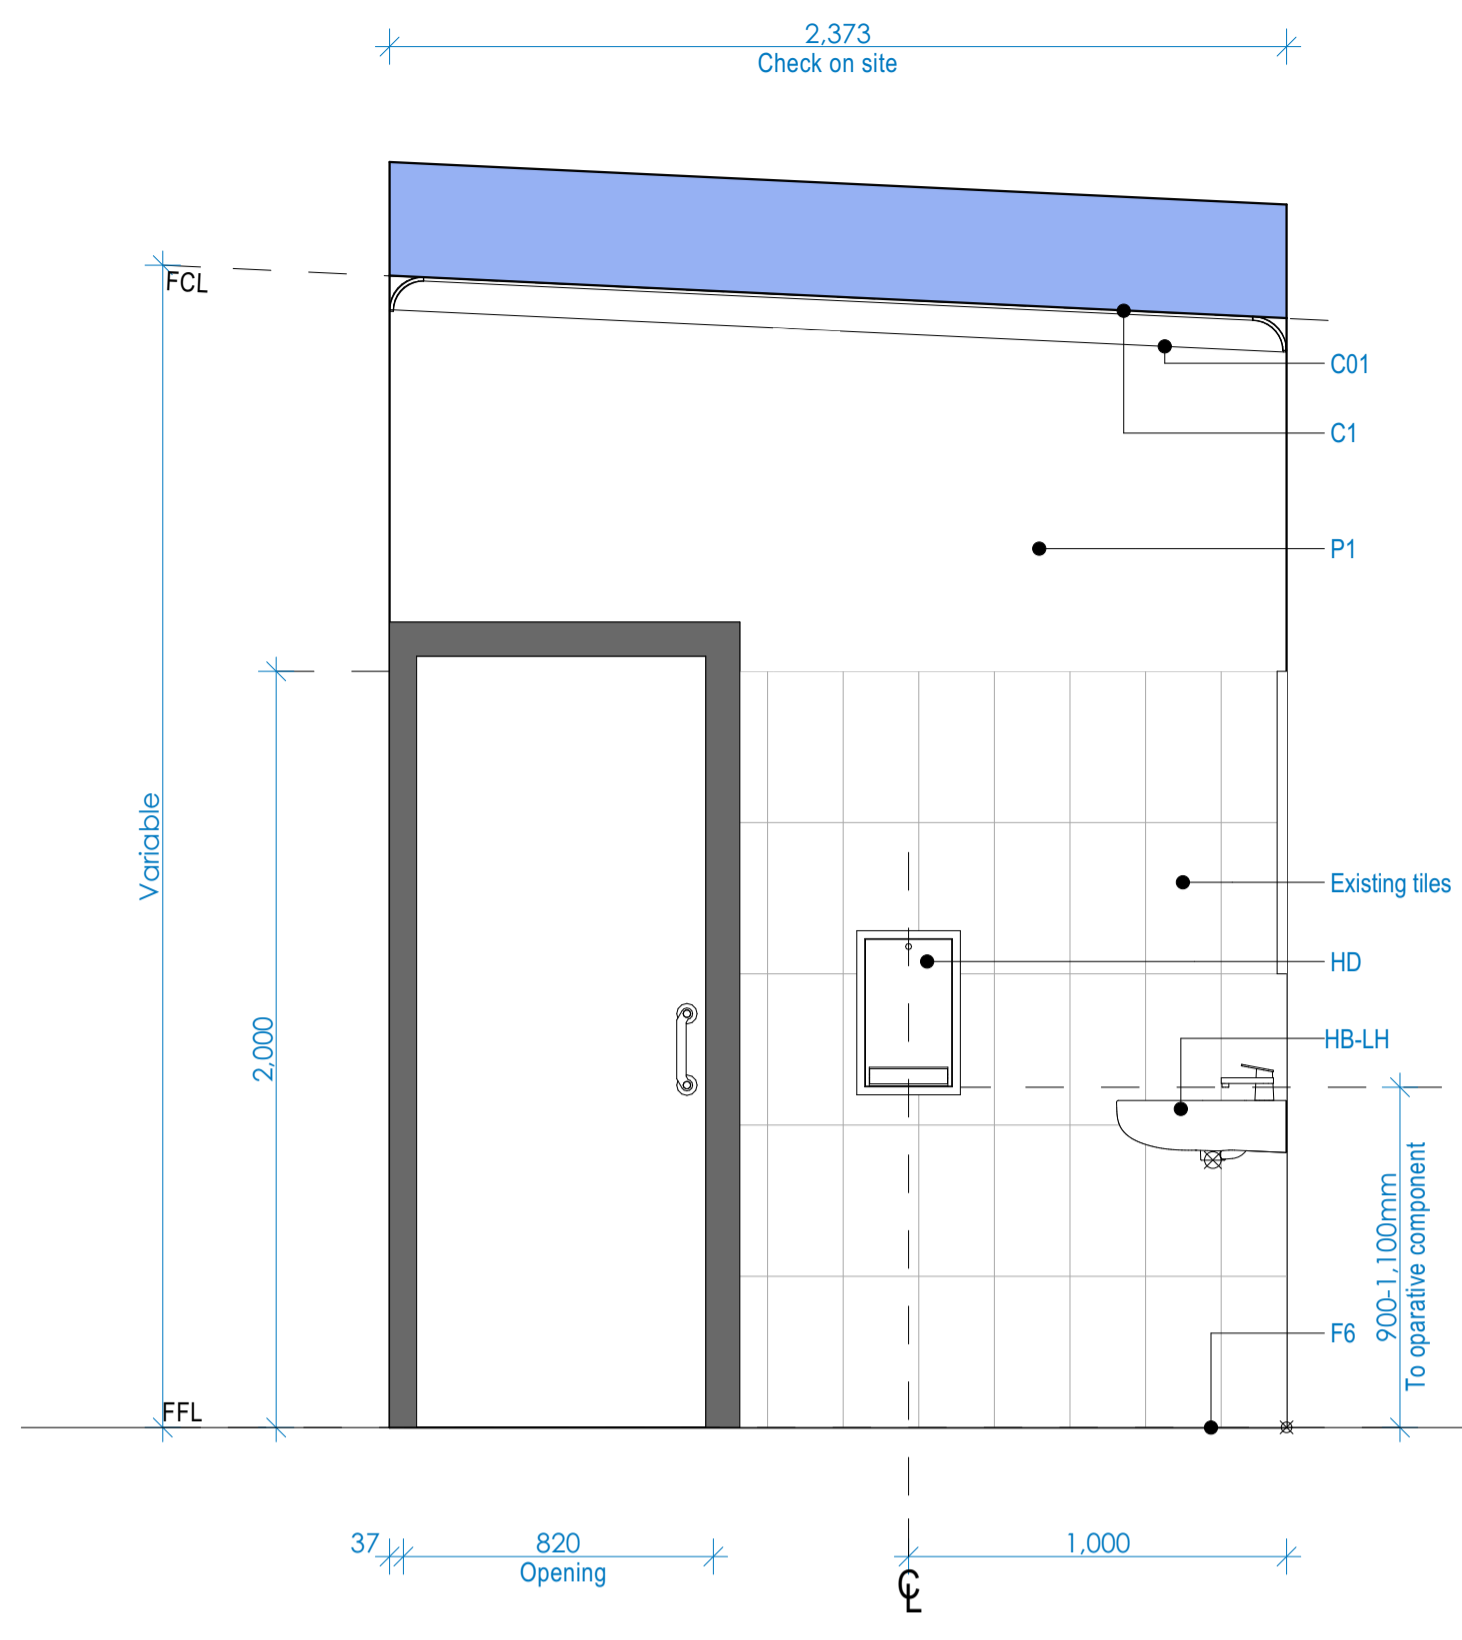 2,373
Check on site
FCL
C01
C1
P1
Variable
Existing tiles
HD
2,000
HB-LH
900-1,100mm
To oparative component
F6
FFL
37
820
Opening
1,000
℄